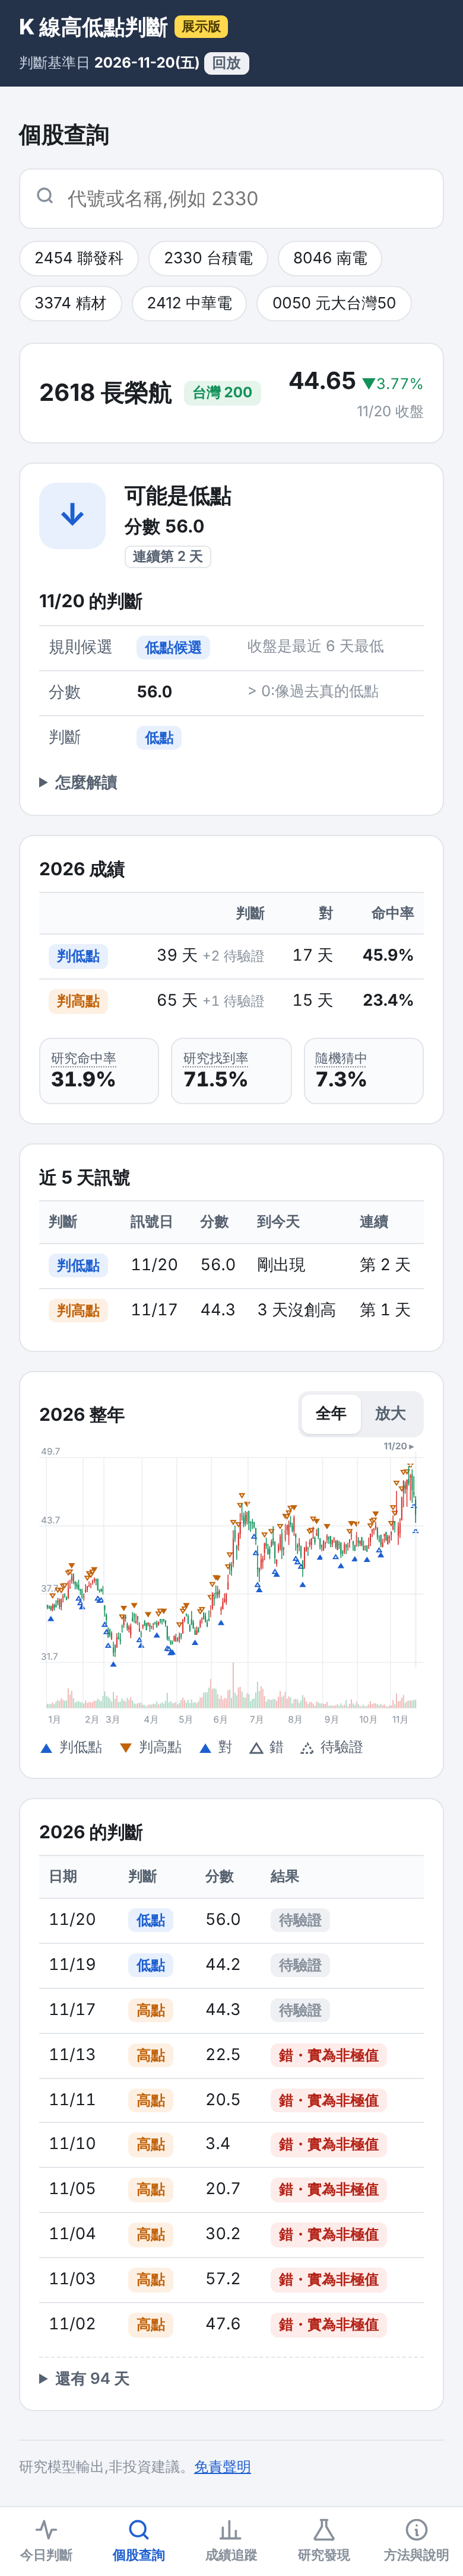 K 線高低點判斷 展示版
判斷基準日 2026-11-20(五) 回放
個股查詢
代號或名稱,例如 2330
2454 聯發科 2330 台積電 8046 南電
3374 精材 2412 中華電 0050 元大台灣50
2618 長榮航 台灣 200 44.65 ▼3.77%
11/20 收盤
↓ 可能是低點
分數 56.0
連續第 2 天
11/20 的判斷
規則候選 低點候選 收盤是最近 6 天最低
分數 56.0 > 0:像過去真的低點
判斷 低點
▶ 怎麼解讀
2026 成績
判斷 對 命中率
判低點 39 天 +2 待驗證 17 天 45.9%
判高點 65 天 +1 待驗證 15 天 23.4%
研究命中率 研究找到率 隨機猜中
31.9% 71.5% 7.3%
近 5 天訊號
判斷 訊號日 分數 到今天 連續
判低點 11/20 56.0 剛出現 第 2 天
判高點 11/17 44.3 3 天沒創高 第 1 天
2026 整年 全年 放大
11/20 ▸
49.7
43.7
37.7
31.7
1月 2月 3月 4月 5月 6月 7月 8月 9月 10月 11月
▲ 判低點 ▼ 判高點 ▲ 對 △ 錯 △ 待驗證
2026 的判斷
日期 判斷 分數 結果
11/20 低點 56.0 待驗證
11/19 低點 44.2 待驗證
11/17 高點 44.3 待驗證
11/13 高點 22.5 錯・實為非極值
11/11 高點 20.5 錯・實為非極值
11/10 高點 3.4 錯・實為非極值
11/05 高點 20.7 錯・實為非極值
11/04 高點 30.2 錯・實為非極值
11/03 高點 57.2 錯・實為非極值
11/02 高點 47.6 錯・實為非極值
▶ 還有 94 天
研究模型輸出,非投資建議。免責聲明
今日判斷 個股查詢 成績追蹤 研究發現 方法與說明